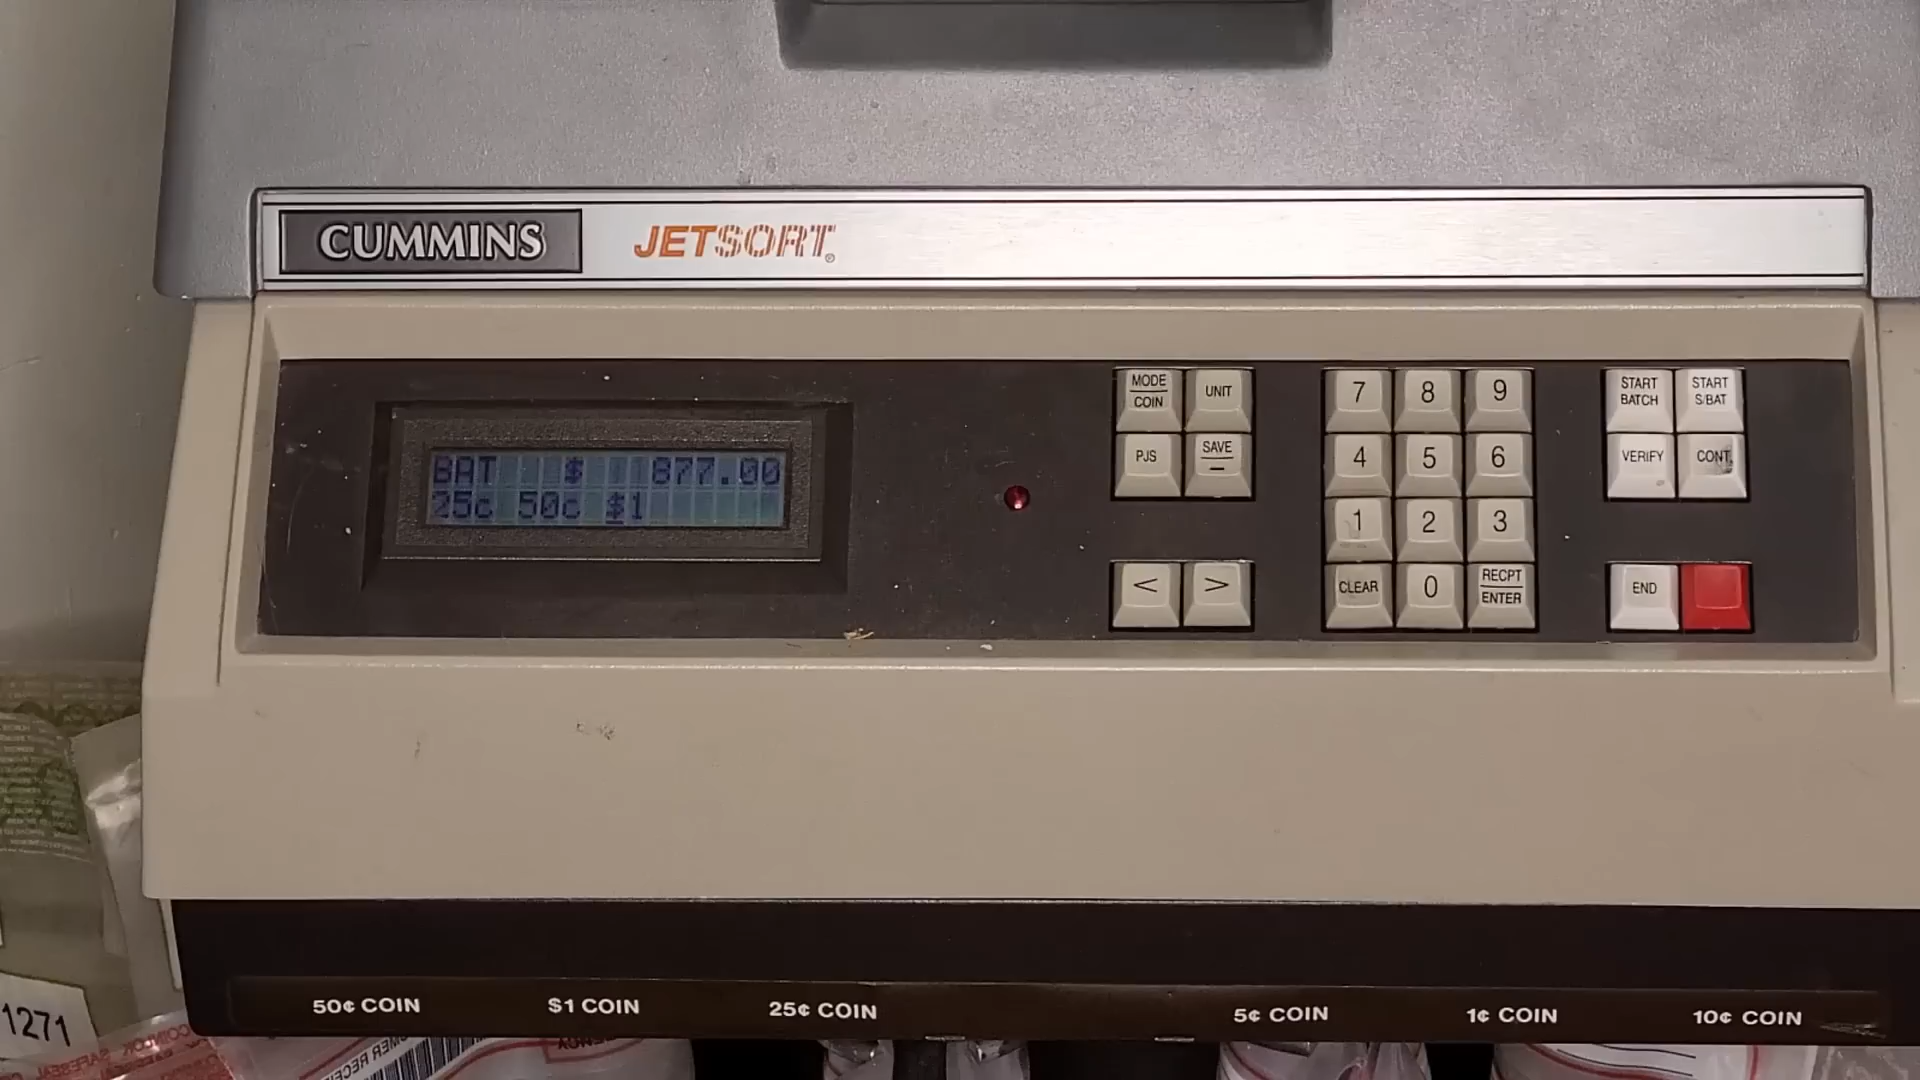 CUMMINS JETSORT®
BAT $ 877.00
25c 50c $1
MODE
COIN
UNIT
PJS
SAVE
–
< >
7 8 9
4 5 6
1 2 3
CLEAR 0 RECPT
ENTER
START
BATCH
START
S/BAT
VERIFY CONT.
END
50¢ COIN $1 COIN 25¢ COIN 5¢ COIN 1¢ COIN 10¢ COIN
1271